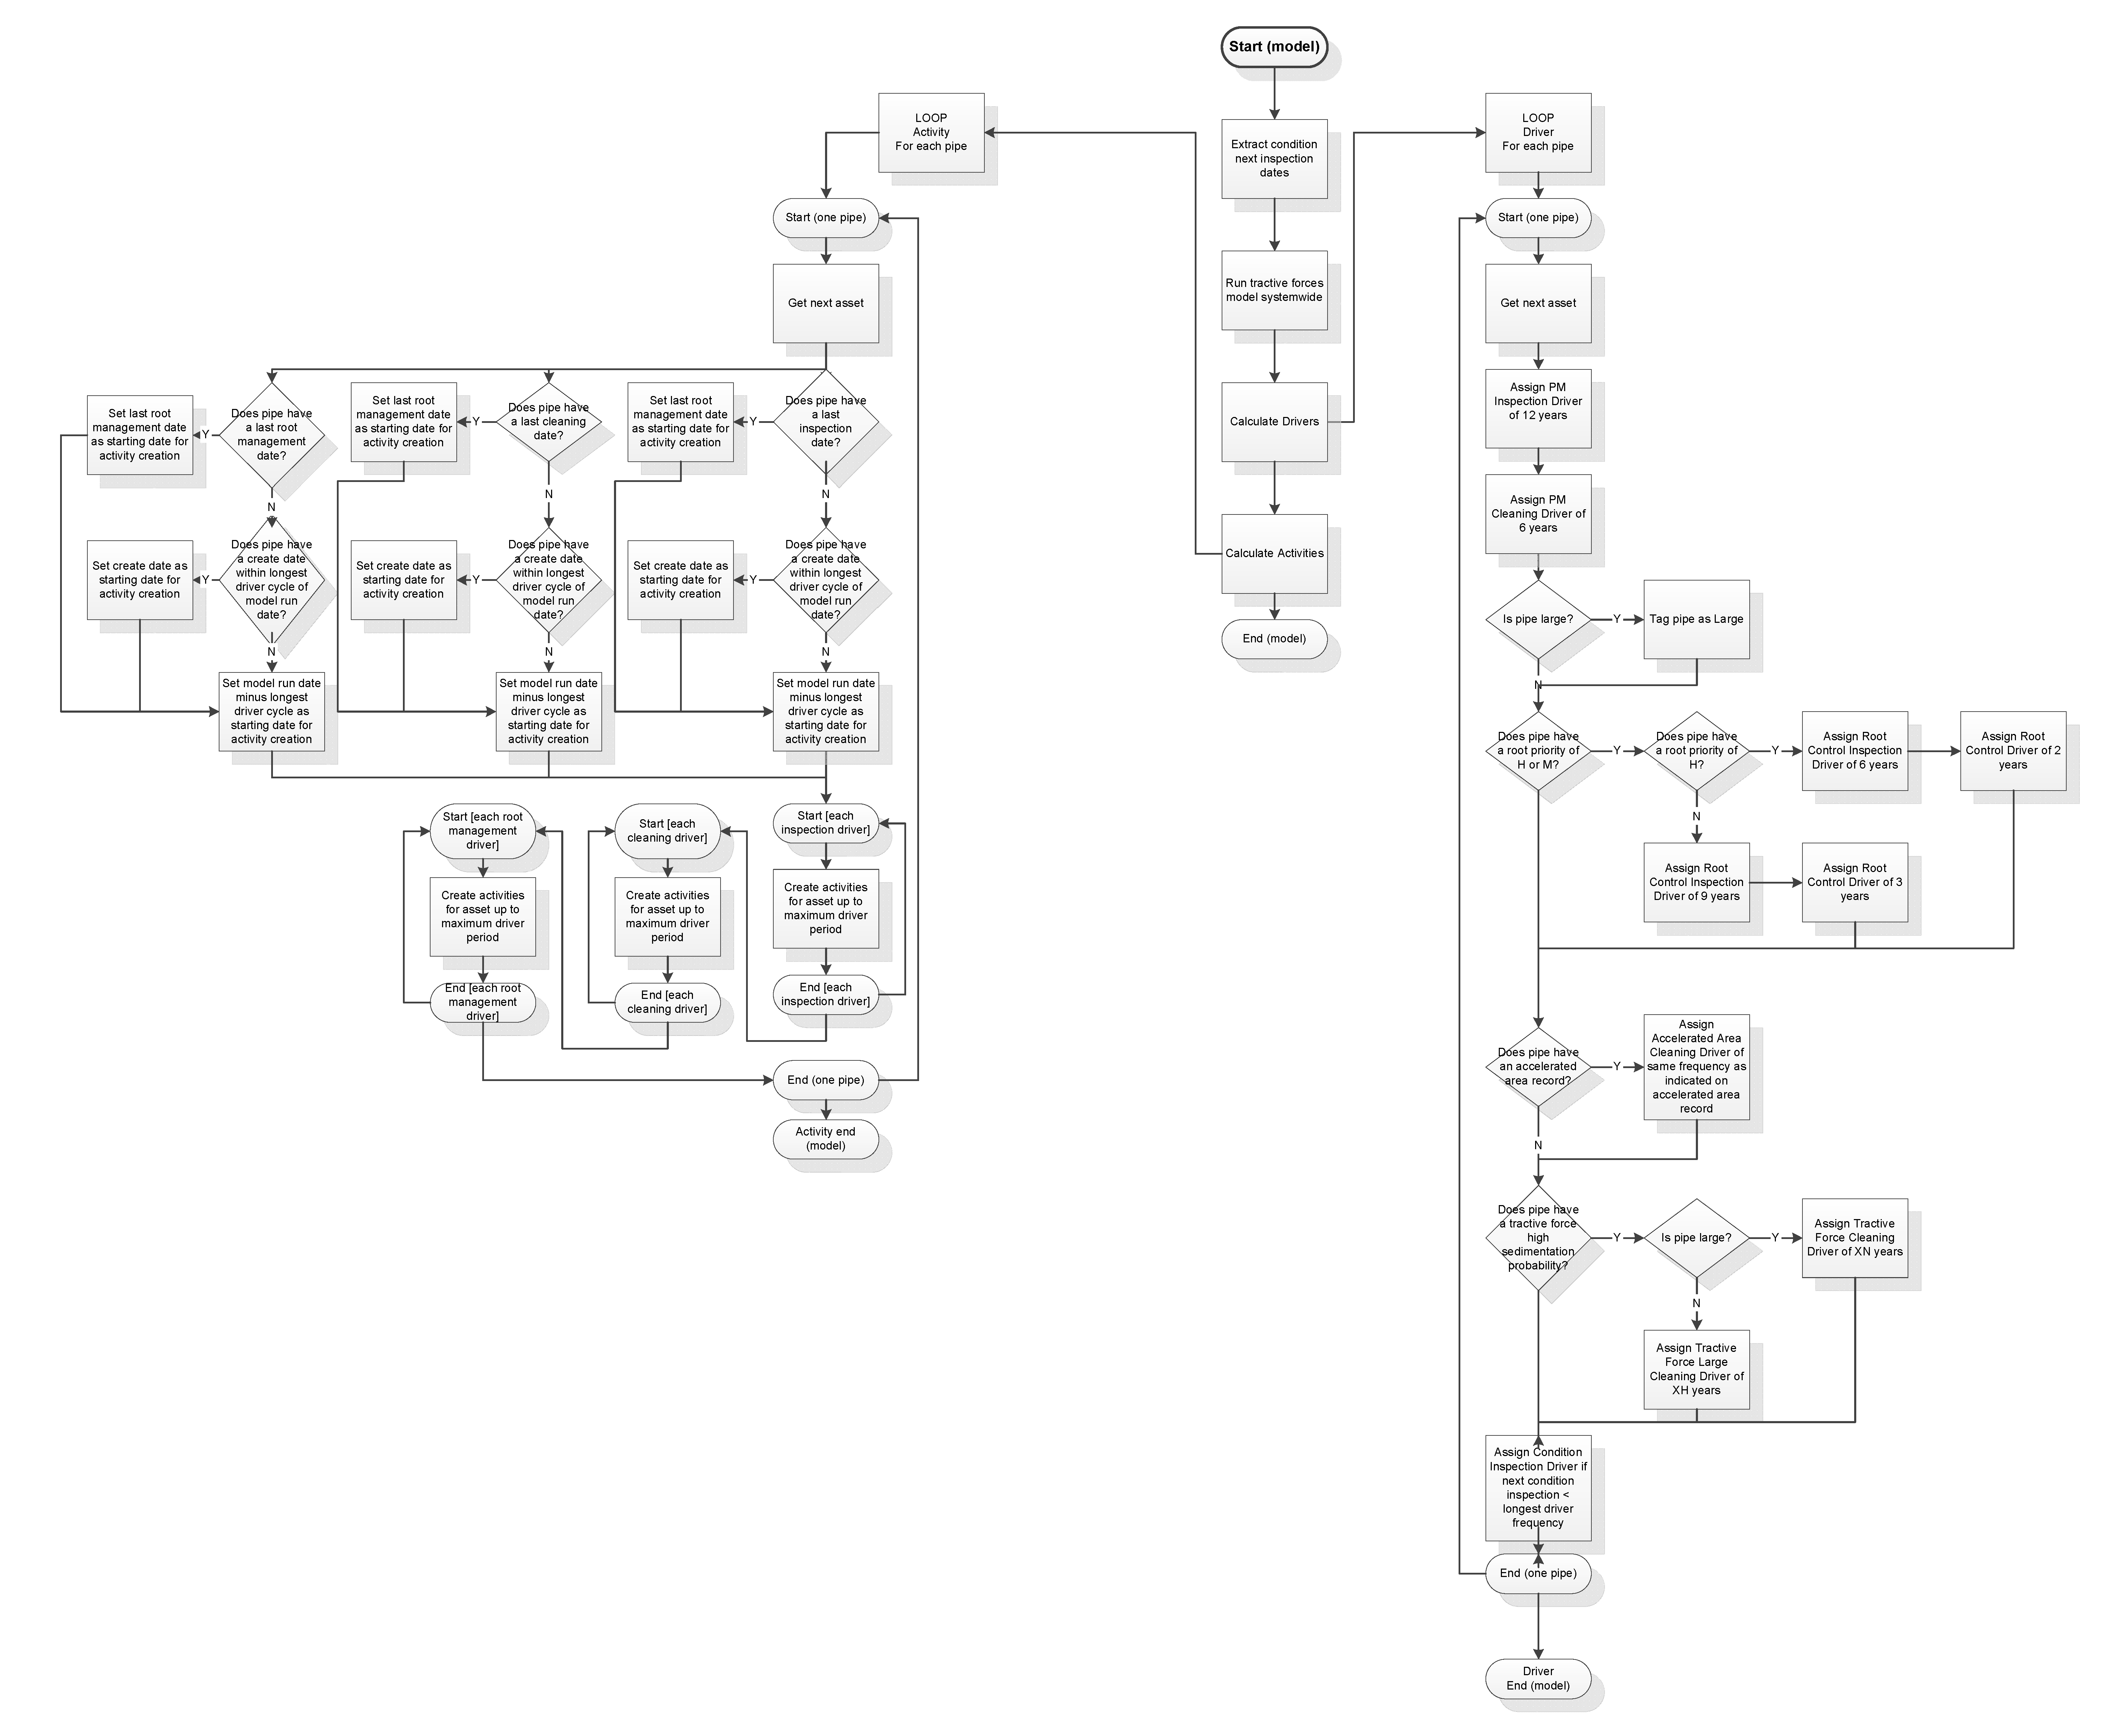 Start (model)
Extract condition
next inspection
dates
Run tractive forces
model systemwide
Calculate Drivers
Calculate Activities
End (model)
LOOP
Activity
For each pipe
Start (one pipe)
Get next asset
Set last root
management date
as starting date for
activity creation
Y
Does pipe have
a last root
management
date?
Set last root
management date
as starting date for
activity creation
Y
Does pipe have
a last cleaning
date?
Set last root
management date
as starting date for
activity creation
Y
Does pipe have
a last
inspection
date?
N
N
N
Set create date as
starting date for
activity creation
Y
Does pipe have
a create date
within longest
driver cycle of
model run
date?
Set create date as
starting date for
activity creation
Y
Does pipe have
a create date
within longest
driver cycle of
model run
date?
Set create date as
starting date for
activity creation
Y
Does pipe have
a create date
within longest
driver cycle of
model run
date?
N
N
N
Set model run date
minus longest
driver cycle as
starting date for
activity creation
Set model run date
minus longest
driver cycle as
starting date for
activity creation
Set model run date
minus longest
driver cycle as
starting date for
activity creation
Start [each root
management
driver]
Start [each
cleaning driver]
Start [each
inspection driver]
Create activities
for asset up to
maximum driver
period
Create activities
for asset up to
maximum driver
period
Create activities
for asset up to
maximum driver
period
End [each root
management
driver]
End [each
cleaning driver]
End [each
inspection driver]
End (one pipe)
Activity end
(model)
LOOP
Driver
For each pipe
Start (one pipe)
Get next asset
Assign PM
Inspection Driver
of 12 years
Assign PM
Cleaning Driver of
6 years
Is pipe large?
Y
Tag pipe as Large
N
Does pipe have
a root priority of
H or M?
Y
Does pipe have
a root priority of
H?
Y
Assign Root
Control Inspection
Driver of 6 years
Assign Root
Control Driver of 2
years
N
Assign Root
Control Inspection
Driver of 9 years
Assign Root
Control Driver of 3
years
Does pipe have
an accelerated
area record?
Y
Assign
Accelerated Area
Cleaning Driver of
same frequency as
indicated on
accelerated area
record
N
Does pipe have
a tractive force
high
sedimentation
probability?
Y
Is pipe large?
Y
Assign Tractive
Force Cleaning
Driver of XN years
N
Assign Tractive
Force Large
Cleaning Driver of
XH years
Assign Condition
Inspection Driver if
next condition
inspection <
longest driver
frequency
End (one pipe)
Driver
End (model)